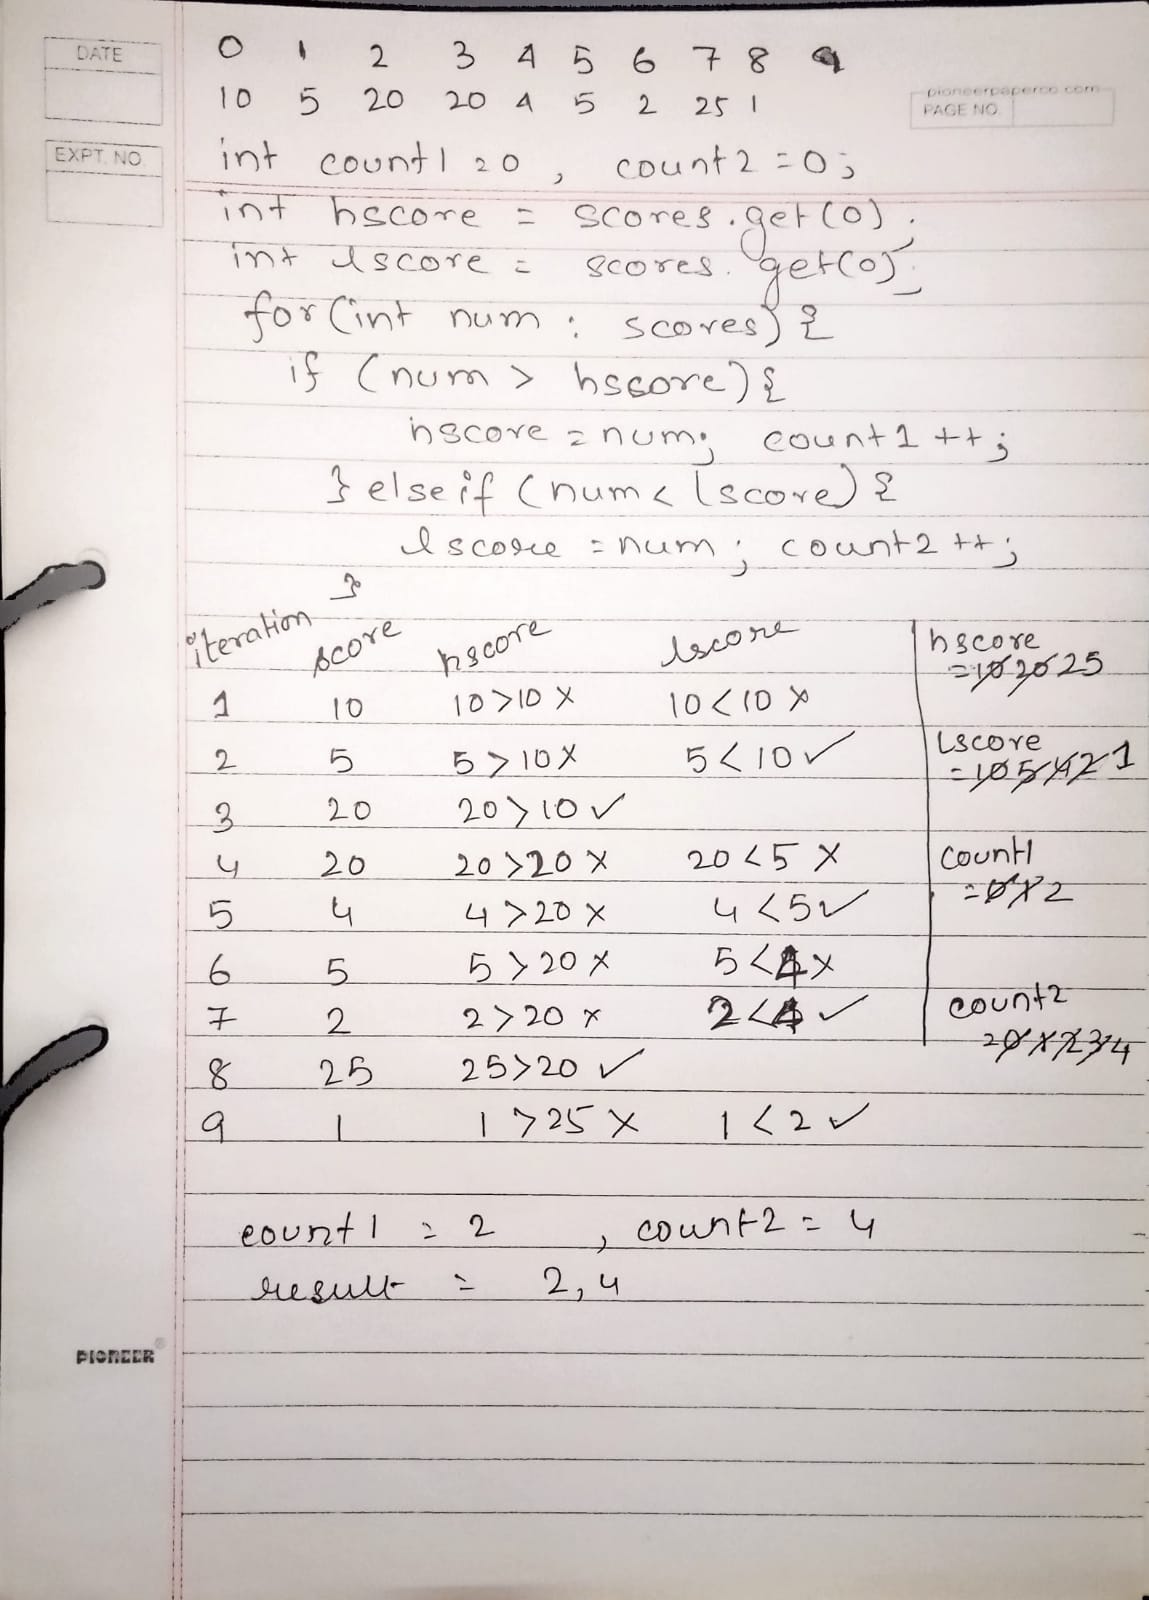 DATE
EXPT. NO.
pioneerpaperco.com
PAGE NO.
0 1 2 3 4 5 6 7 8
10 5 20 20 4 5 2 25 1
int count1 = 0 , count2 = 0;
int hscore = scores.get(0);
int lscore = scores.get(0);
for (int num : scores) {
if (num > hscore) {
hscore = num; count1 ++;
} else if (num < lscore) {
lscore = num; count2 ++;
}
iteration score hscore lscore
1 10 10>10 x 10<10 x
2 5 5>10 x 5<10 ✓
3 20 20>10 ✓
4 20 20>20 x 20<5 x
5 4 4>20 x 4<5 ✓
6 5 5>20 x 5<4 x
7 2 2>20 x 2<4 ✓
8 25 25>20 ✓
9 1 1>25 x 1<2 ✓
hscore
= 10 20 25
Lscore
= 10 5 4 2 1
count1
= 0 1 2
count2
= 0 1 2 3 4
count1 = 2 , count2 = 4
result = 2, 4
PIONEER